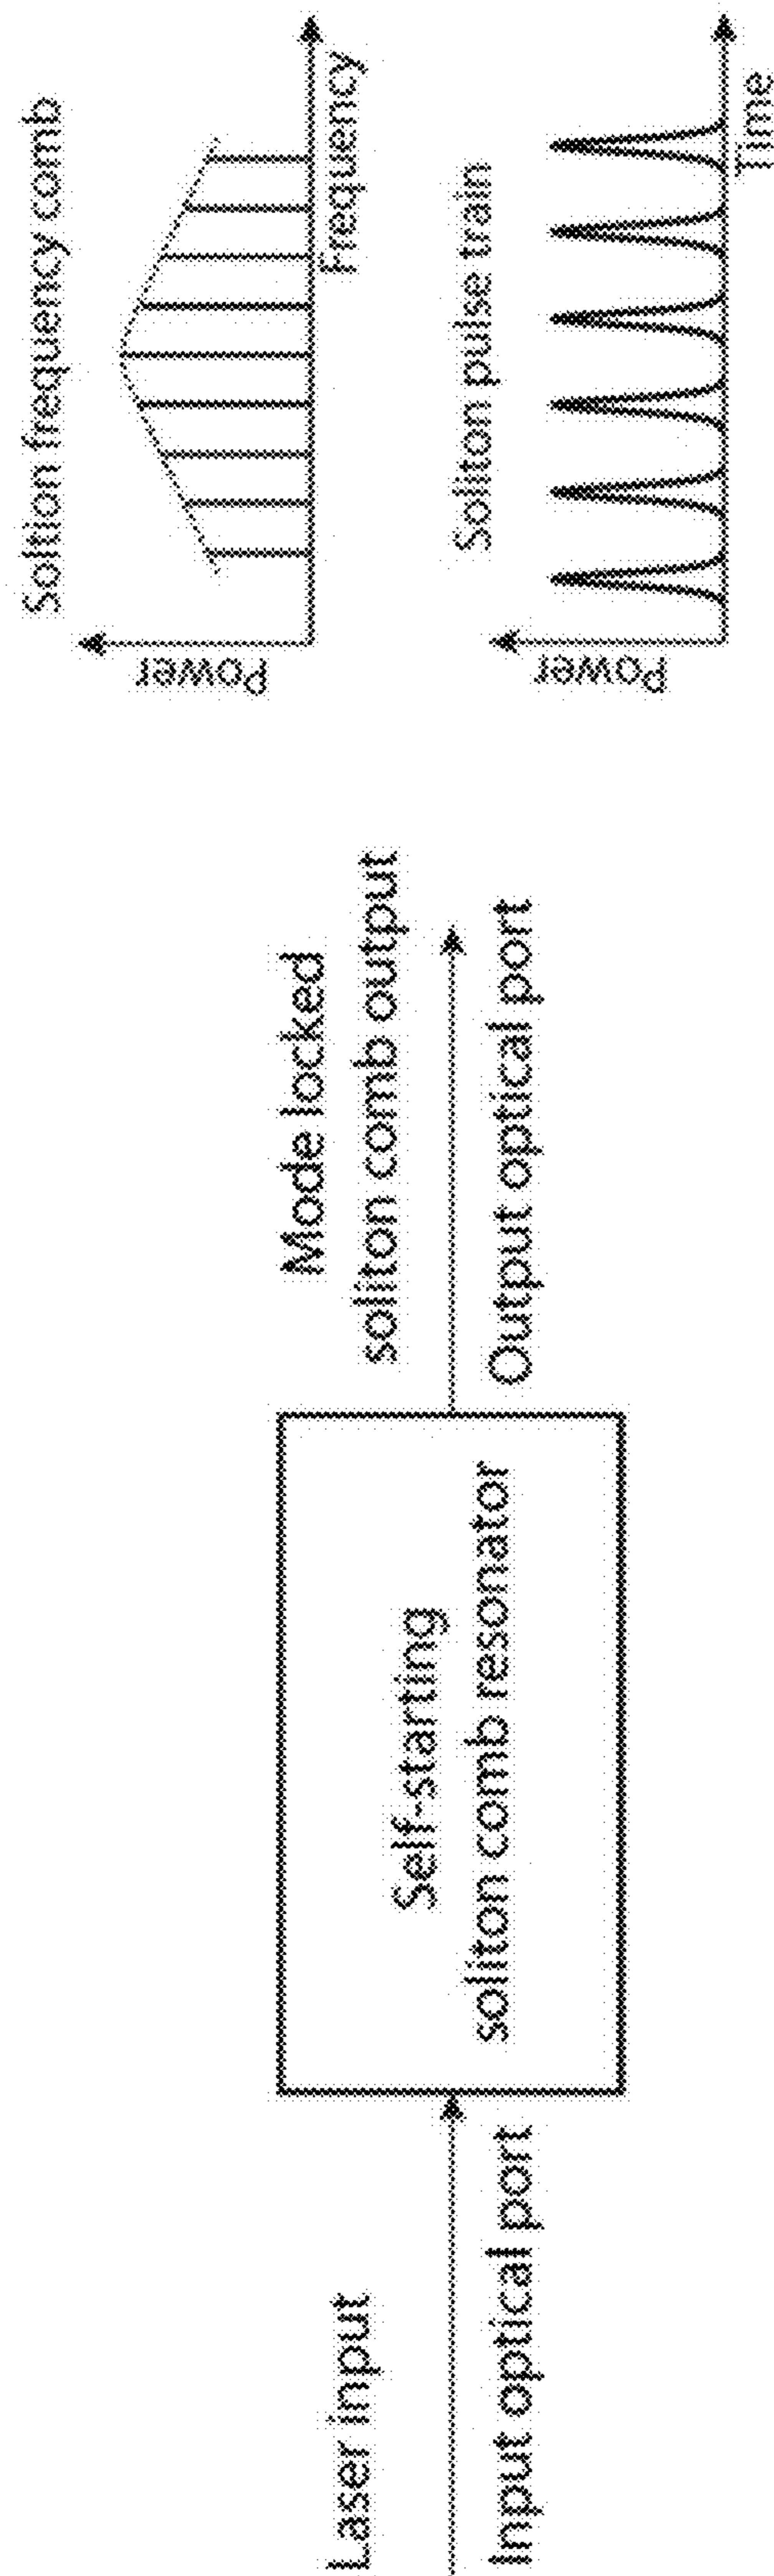 Laser input
Input optical port
Self-starting
soliton comb resonator
Mode locked
soliton comb output
Output optical port
Soltion frequency comb
Power
Frequency
Soliton pulse train
Power
Time